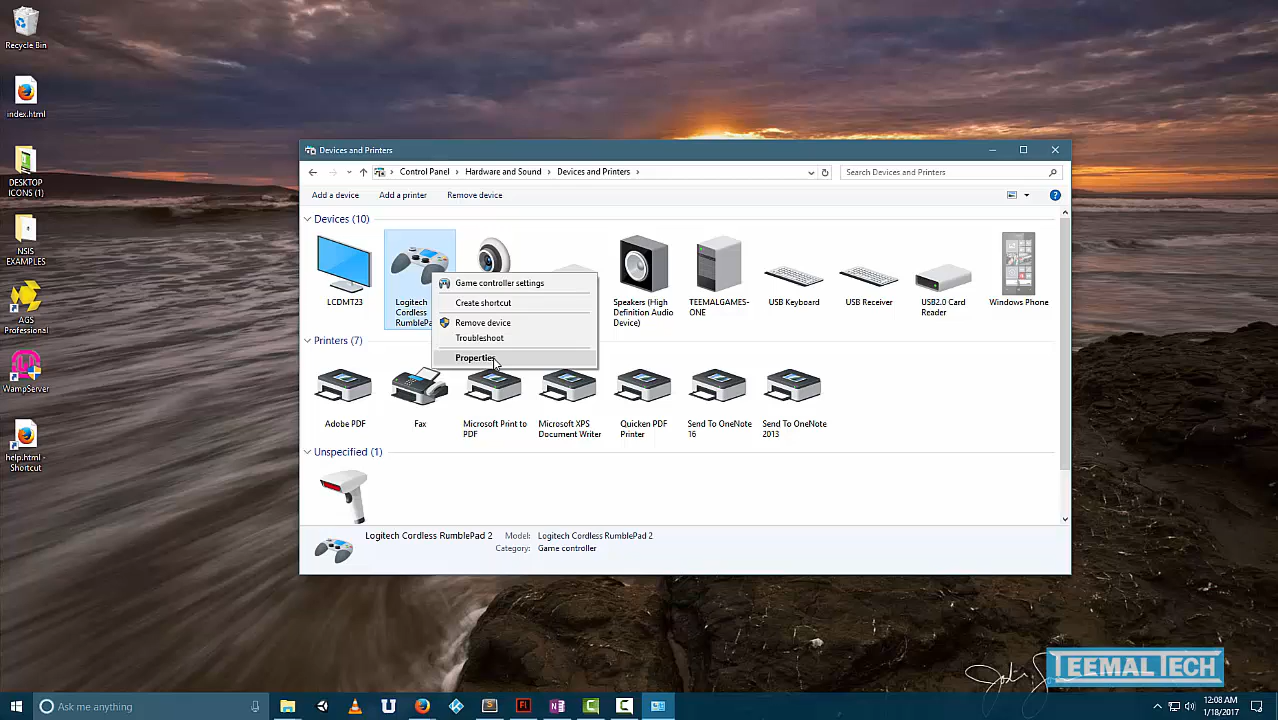 Recycle Bin
index.html
DESKTOP
ICONS (1)
NSIS
EXAMPLES
AGS
Professional
WampServer
help.html -
Shortcut
Devices and Printers
Control Panel
Hardware and Sound
Devices and Printers
Search Devices and Printers
Add a device
Add a printer
Remove device
Devices (10)
LCDMT23
Logitech
Cordless
Speakers (High
Definition Audio
Device)
TEEMALGAMES-
ONE
USB Keyboard
USB Receiver
USB2.0 Card
Reader
Windows Phone
Game controller settings
Create shortcut
Remove device
Troubleshoot
Properties
Printers (7)
Adobe PDF
Fax
Microsoft Print to
PDF
Microsoft XPS
Document Writer
Quicken PDF
Printer
Send To OneNote
16
Send To OneNote
2013
Unspecified (1)
Logitech Cordless RumblePad 2
Model: Logitech Cordless RumblePad 2
Category: Game controller
TEEMAL TECH
Ask me anything
12:08 AM
1/18/2017